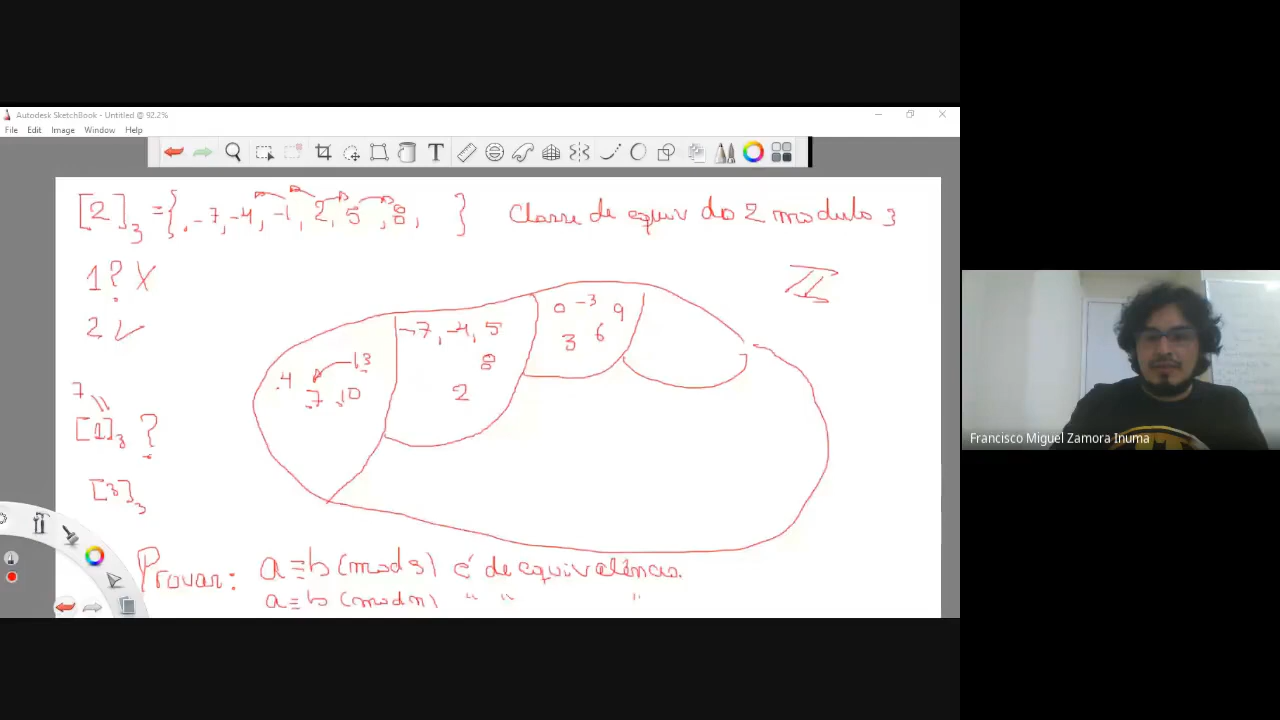 Autodesk SketchBook - Untitled @ 92.2%
File Edit Image Window Help
T
[2]₃ = { . -7, -4, -1, 2, 5, 8, } Classe de equiv do 2 modulo 3
ℤ
1 ? X
2 ✓
0 -3 9
3 6
-7, -4, 5
8
2
13
.4
.7 .10
7
[1]₃ ?
[3]₃
Francisco Miguel Zamora Inuma
Provar: a ≡ b (mod 3) é de equivalência.
a ≡ b (mod n) " " "